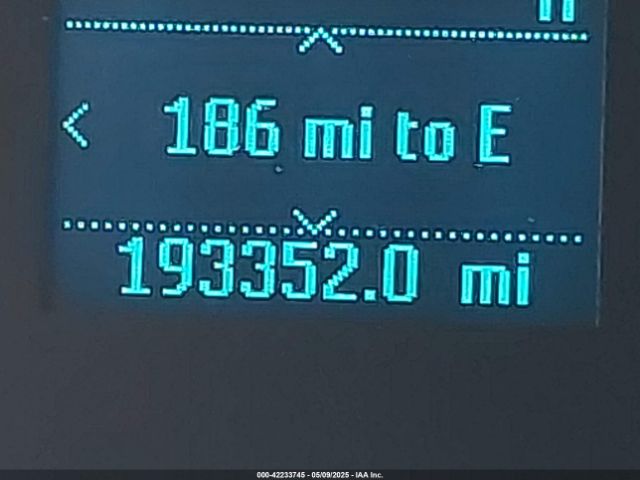 186 mi to E
193352.0 mi
000-42233745 - 05/09/2025 - IAA Inc.